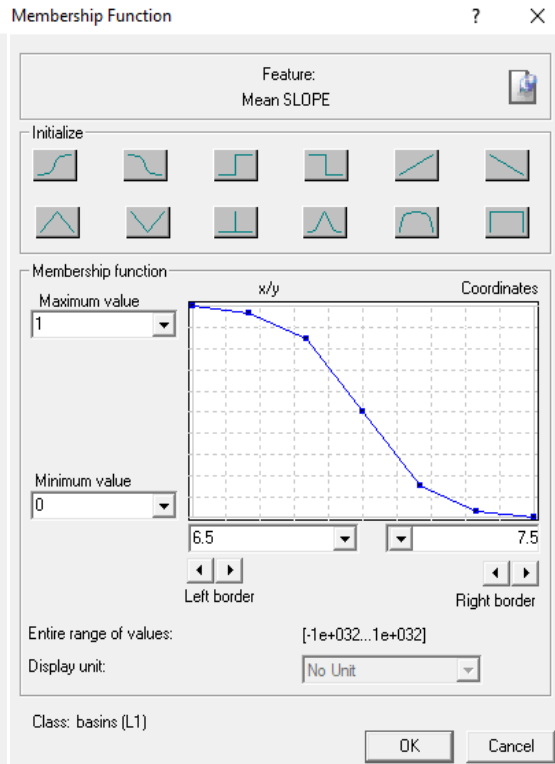 Membership Function ? ×
Feature:
Mean SLOPE
Initialize
Membership function
x/y Coordinates
Maximum value
1
Minimum value
0
6.5 7.5
Left border Right border
Entire range of values: [-1e+032...1e+032]
Display unit: No Unit
Class: basins (L1)
OK Cancel